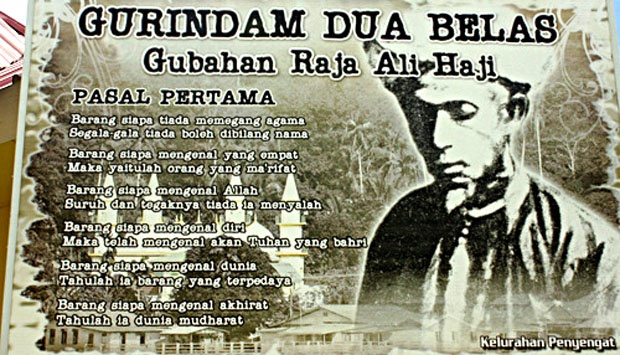 GURINDAM DUA BELAS
Gubahan Raja Ali Haji
PASAL PERTAMA
Barang siapa tiada memegang agama
Segala-gala tiada boleh dibilang nama
Barang siapa mengenal yang empat
Maka yaitulah orang yang ma'rifat
Barang siapa mengenal Allah
Suruh dan tegaknya tiada ia menyalah
Barang siapa mengenal diri
Maka telah mengenal akan Tuhan yang bahri
Barang siapa mengenal dunia
Tahulah ia barang yang terpedaya
Barang siapa mengenal akhirat
Tahulah ia dunia mudharat
Kelurahan Penyengat